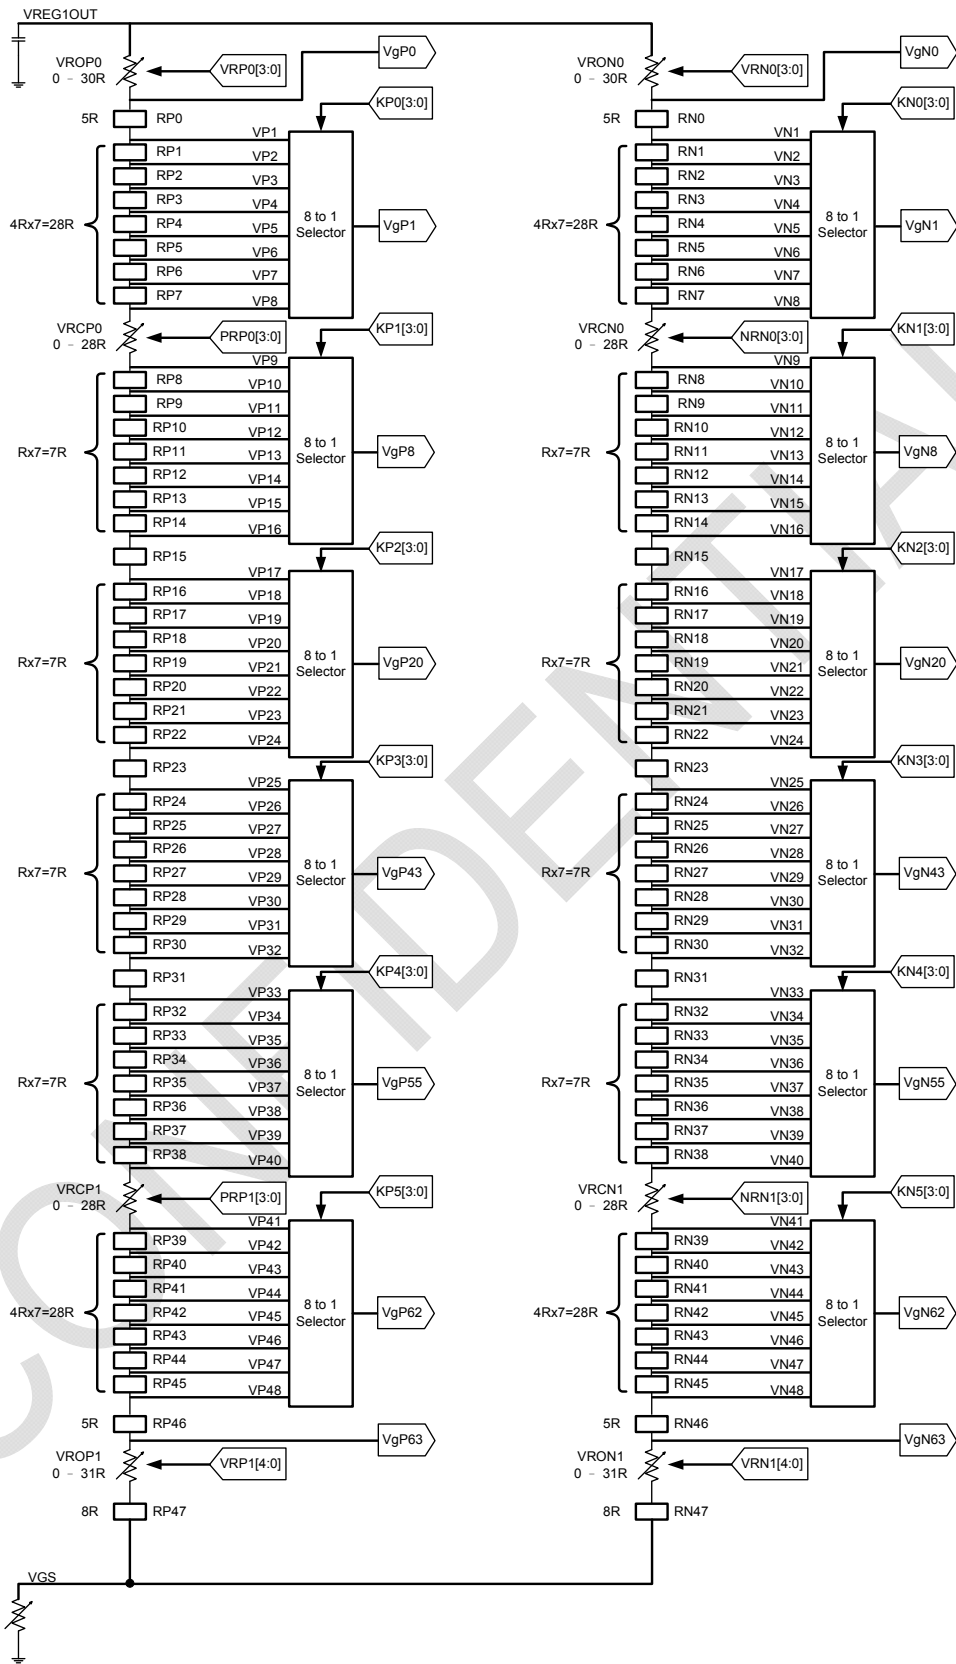 VREG1OUT
VROP0
0 - 30R
VRP0[3:0]
VgP0
KP0[3:0]
5R
RP0
VP1
RP1
VP2
RP2
VP3
RP3
VP4
RP4
VP5
RP5
VP6
RP6
VP7
RP7
VP8
4Rx7=28R
8 to 1
Selector
VgP1
VRCP0
0 - 28R
PRP0[3:0]
KP1[3:0]
VP9
RP8
VP10
RP9
VP11
RP10
VP12
RP11
VP13
RP12
VP14
RP13
VP15
RP14
VP16
Rx7=7R
8 to 1
Selector
VgP8
RP15
KP2[3:0]
VP17
RP16
VP18
RP17
VP19
RP18
VP20
RP19
VP21
RP20
VP22
RP21
VP23
RP22
VP24
Rx7=7R
8 to 1
Selector
VgP20
RP23
KP3[3:0]
VP25
RP24
VP26
RP25
VP27
RP26
VP28
RP27
VP29
RP28
VP30
RP29
VP31
RP30
VP32
Rx7=7R
8 to 1
Selector
VgP43
RP31
KP4[3:0]
VP33
RP32
VP34
RP33
VP35
RP34
VP36
RP35
VP37
RP36
VP38
RP37
VP39
RP38
VP40
Rx7=7R
8 to 1
Selector
VgP55
VRCP1
0 - 28R
PRP1[3:0]
KP5[3:0]
VP41
RP39
VP42
RP40
VP43
RP41
VP44
RP42
VP45
RP43
VP46
RP44
VP47
RP45
VP48
4Rx7=28R
8 to 1
Selector
VgP62
5R
RP46
VgP63
VROP1
0 - 31R
VRP1[4:0]
8R
RP47
VGS
VRON0
0 - 30R
VRN0[3:0]
VgN0
KN0[3:0]
5R
RN0
VN1
RN1
VN2
RN2
VN3
RN3
VN4
RN4
VN5
RN5
VN6
RN6
VN7
RN7
VN8
4Rx7=28R
8 to 1
Selector
VgN1
VRCN0
0 - 28R
NRN0[3:0]
KN1[3:0]
VN9
RN8
VN10
RN9
VN11
RN10
VN12
RN11
VN13
RN12
VN14
RN13
VN15
RN14
VN16
Rx7=7R
8 to 1
Selector
VgN8
RN15
KN2[3:0]
VN17
RN16
VN18
RN17
VN19
RN18
VN20
RN19
VN21
RN20
VN22
RN21
VN23
RN22
VN24
Rx7=7R
8 to 1
Selector
VgN20
RN23
KN3[3:0]
VN25
RN24
VN26
RN25
VN27
RN26
VN28
RN27
VN29
RN28
VN30
RN29
VN31
RN30
VN32
Rx7=7R
8 to 1
Selector
VgN43
RN31
KN4[3:0]
VN33
RN32
VN34
RN33
VN35
RN34
VN36
RN35
VN37
RN36
VN38
RN37
VN39
RN38
VN40
Rx7=7R
8 to 1
Selector
VgN55
VRCN1
0 - 28R
NRN1[3:0]
KN5[3:0]
VN41
RN39
VN42
RN40
VN43
RN41
VN44
RN42
VN45
RN43
VN46
RN44
VN47
RN45
VN48
4Rx7=28R
8 to 1
Selector
VgN62
5R
RN46
VgN63
VRON1
0 - 31R
VRN1[4:0]
8R
RN47
CONFIDENTIAL